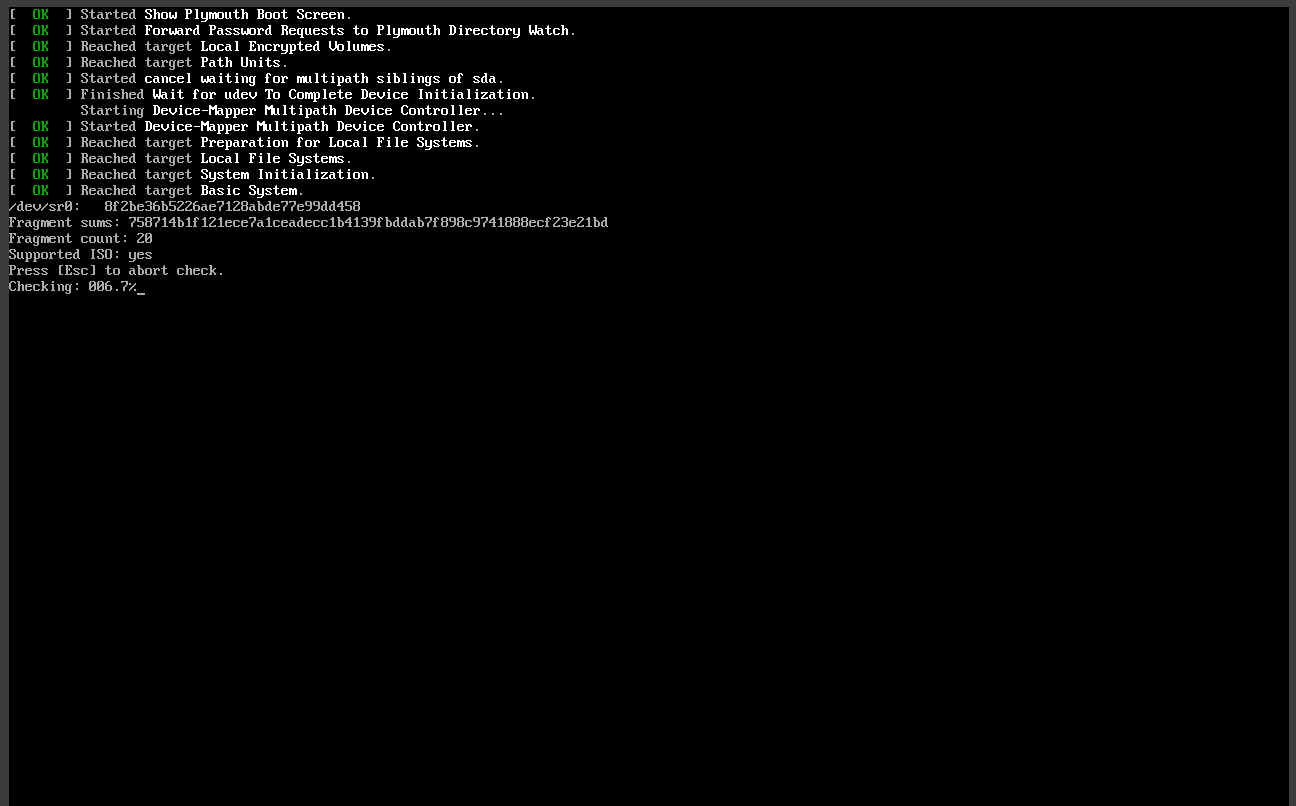 [  OK  ] Started Show Plymouth Boot Screen.
[  OK  ] Started Forward Password Requests to Plymouth Directory Watch.
[  OK  ] Reached target Local Encrypted Volumes.
[  OK  ] Reached target Path Units.
[  OK  ] Started cancel waiting for multipath siblings of sda.
[  OK  ] Finished Wait for udev To Complete Device Initialization.
         Starting Device-Mapper Multipath Device Controller...
[  OK  ] Started Device-Mapper Multipath Device Controller.
[  OK  ] Reached target Preparation for Local File Systems.
[  OK  ] Reached target Local File Systems.
[  OK  ] Reached target System Initialization.
[  OK  ] Reached target Basic System.
/dev/sr0:   8f2be36b5226ae7128abde77e99dd458
Fragment sums: 758714b1f121ece7a1ceadecc1b4139fbddab7f898c9741888ecf23e21bd
Fragment count: 20
Supported ISO: yes
Press [Esc] to abort check.
Checking: 006.7%_